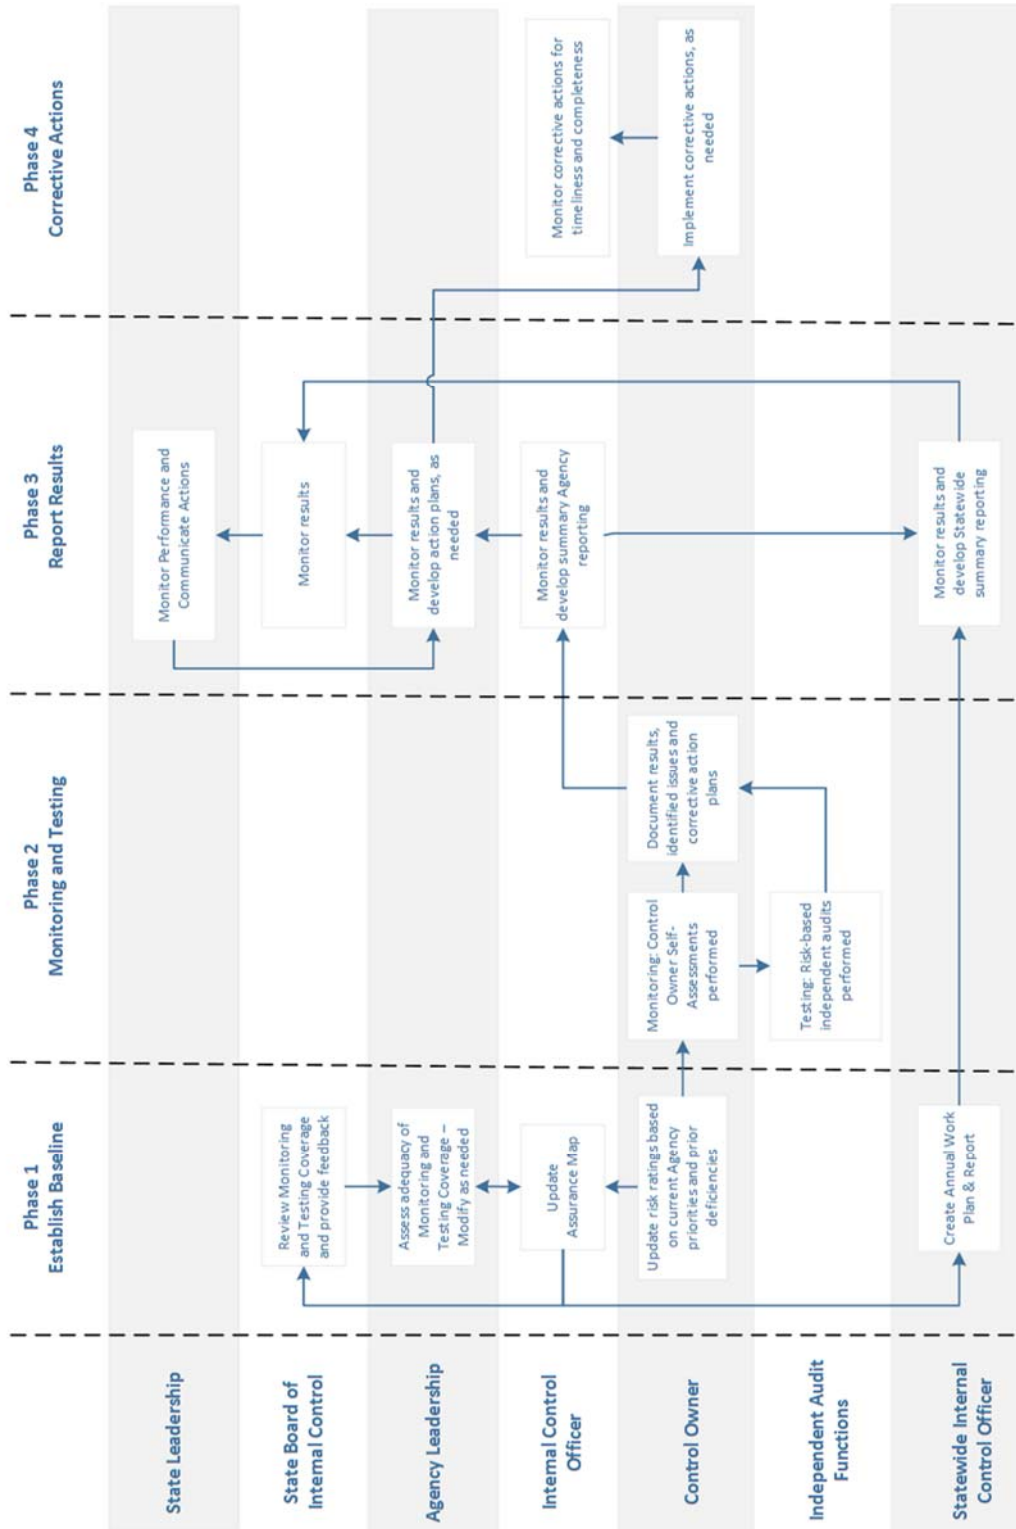 Phase 1
Establish Baseline
Phase 2
Monitoring and Testing
Phase 3
Report Results
Phase 4
Corrective Actions
State Leadership
Monitor Performance and
Communicate Actions
State Board of
Internal Control
Review Monitoring
and Testing Coverage
and provide feedback
Monitor results
Agency Leadership
Assess adequacy of
Monitoring and
Testing Coverage –
Modify as needed
Monitor results and
develop action plans, as
needed
Internal Control
Officer
Update
Assurance Map
Monitor results and
develop summary Agency
reporting
Monitor corrective actions for
timeliness and completeness
Control Owner
Update risk ratings based
on current Agency
priorities and prior
deficiencies
Monitoring: Control
Owner Self-
Assessments
performed
Document results,
identified issues and
corrective action
plans
Implement corrective actions, as
needed
Independent Audit
Functions
Testing: Risk-based
independent audits
performed
Statewide Internal
Control Officer
Create Annual Work
Plan & Report
Monitor results and
develop Statewide
summary reporting